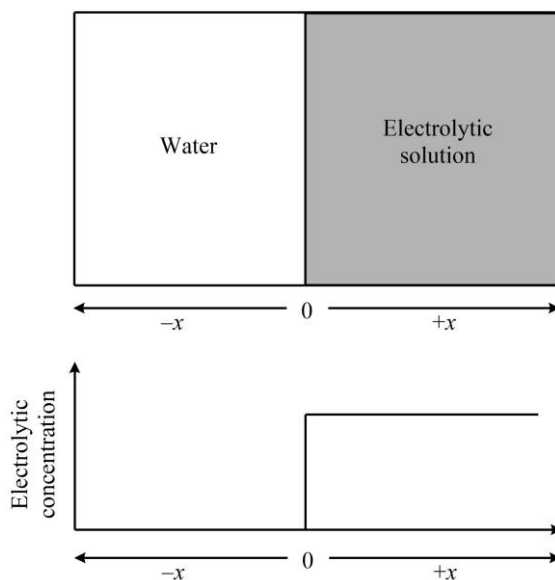 Water
Electrolytic
solution
–x
0
+x
Electrolytic
concentration
–x
0
+x